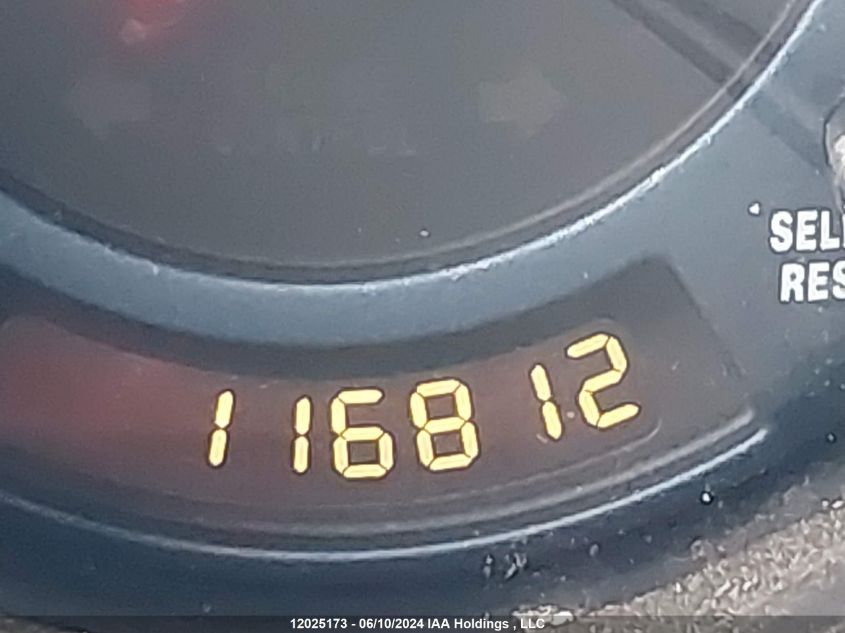 SEL
RES
116812
12025173 - 06/10/2024 IAA Holdings , LLC